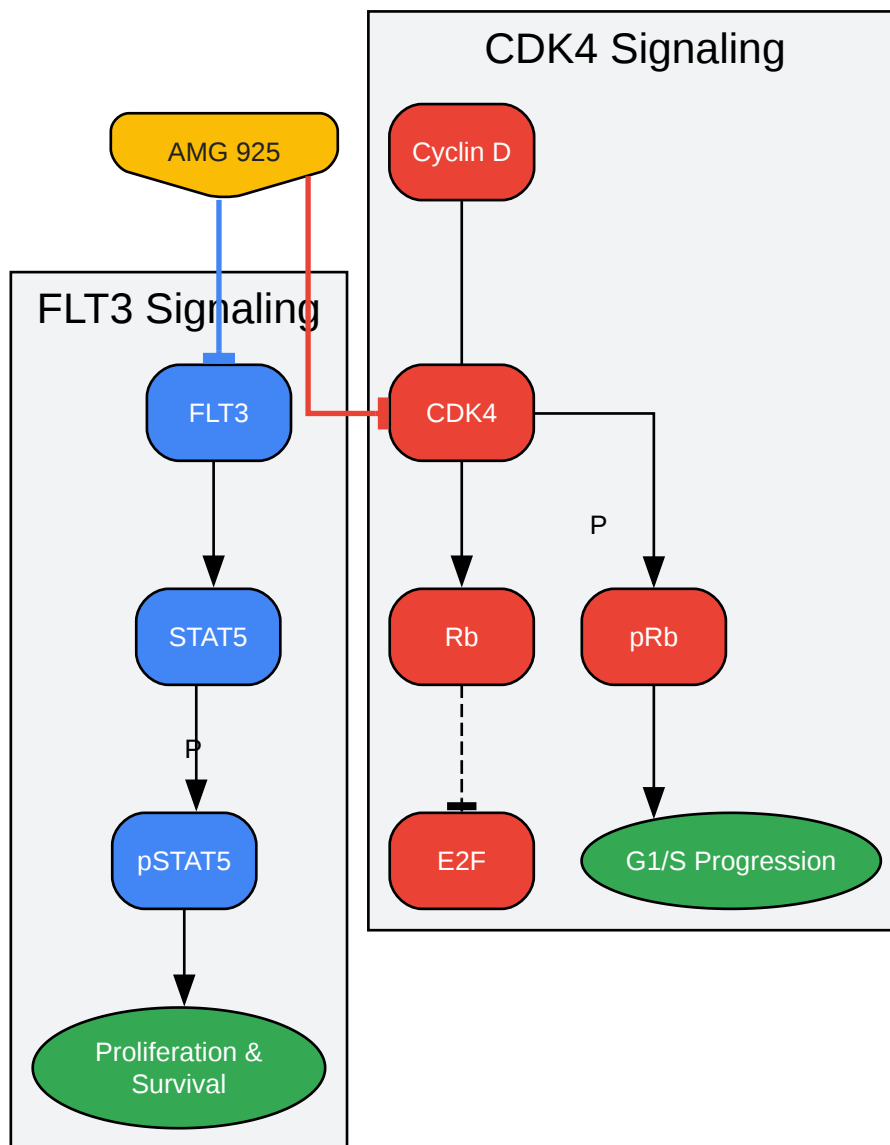 CDK4 Signaling
AMG 925
Cyclin D
FLT3 Signaling
FLT3
CDK4
P
STAT5
Rb
pRb
P
pSTAT5
E2F
G1/S Progression
Proliferation &
Survival